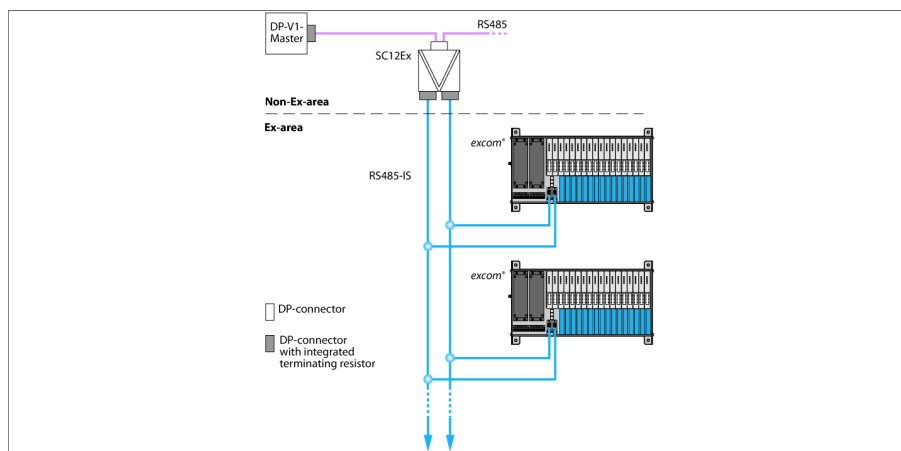 DP-V1-
Master
RS485
SC12Ex
Non-Ex-area
Ex-area
excom®
RS485-IS
excom®
DP-connector
DP-connector
with integrated
terminating resistor